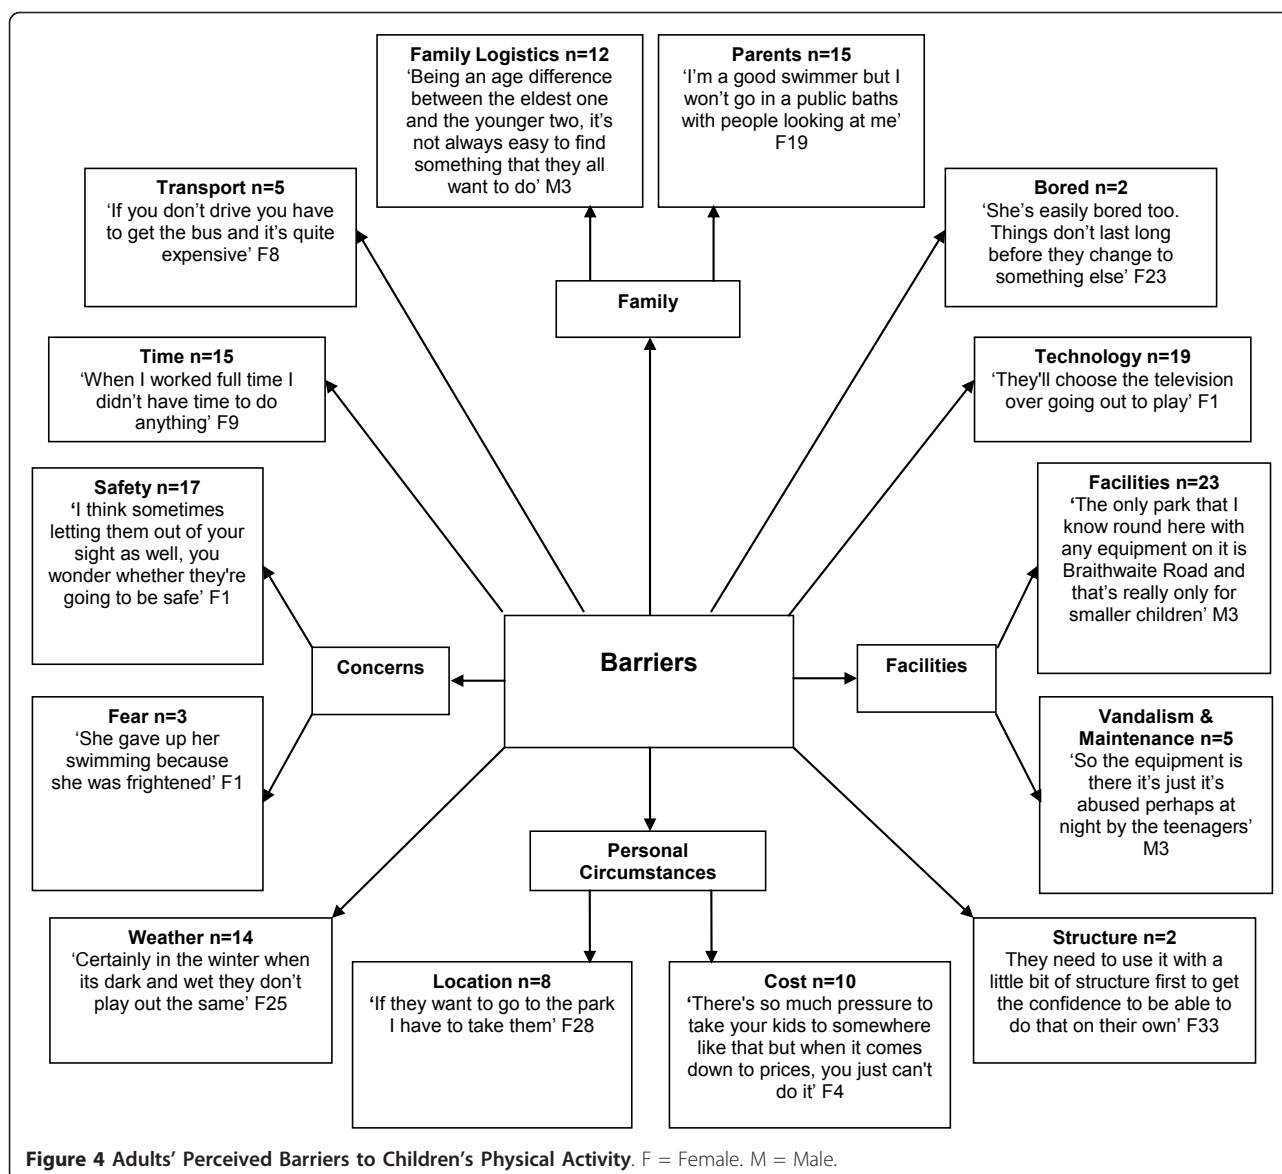 Family Logistics n=12
‘Being an age difference
between the eldest one
and the younger two, it’s
not always easy to find
something that they all
want to do’ M3
Parents n=15
‘I’m a good swimmer but I
won’t go in a public baths
with people looking at me’
F19
Transport n=5
‘If you don’t drive you have
to get the bus and it’s quite
expensive’ F8
Bored n=2
‘She’s easily bored too.
Things don’t last long
before they change to
something else’ F23
Family
Time n=15
‘When I worked full time I
didn’t have time to do
anything’ F9
Technology n=19
‘They'll choose the television
over going out to play’ F1
Safety n=17
‘I think sometimes
letting them out of your
sight as well, you
wonder whether they're
going to be safe’ F1
Facilities n=23
‘The only park that I
know round here with
any equipment on it is
Braithwaite Road and
that’s really only for
smaller children’ M3
Concerns
Barriers
Facilities
Fear n=3
‘She gave up her
swimming because
she was frightened’ F1
Vandalism &
Maintenance n=5
‘So the equipment is
there it’s just it’s
abused perhaps at
night by the teenagers’
M3
Personal
Circumstances
Weather n=14
‘Certainly in the winter when
its dark and wet they don’t
play out the same’ F25
Location n=8
‘If they want to go to the park
I have to take them’ F28
Cost n=10
‘There's so much pressure to
take your kids to somewhere
like that but when it comes
down to prices, you just can't
do it’ F4
Structure n=2
They need to use it with a
little bit of structure first to get
the confidence to be able to
do that on their own’ F33
Figure 4 Adults’ Perceived Barriers to Children’s Physical Activity. F = Female. M = Male.